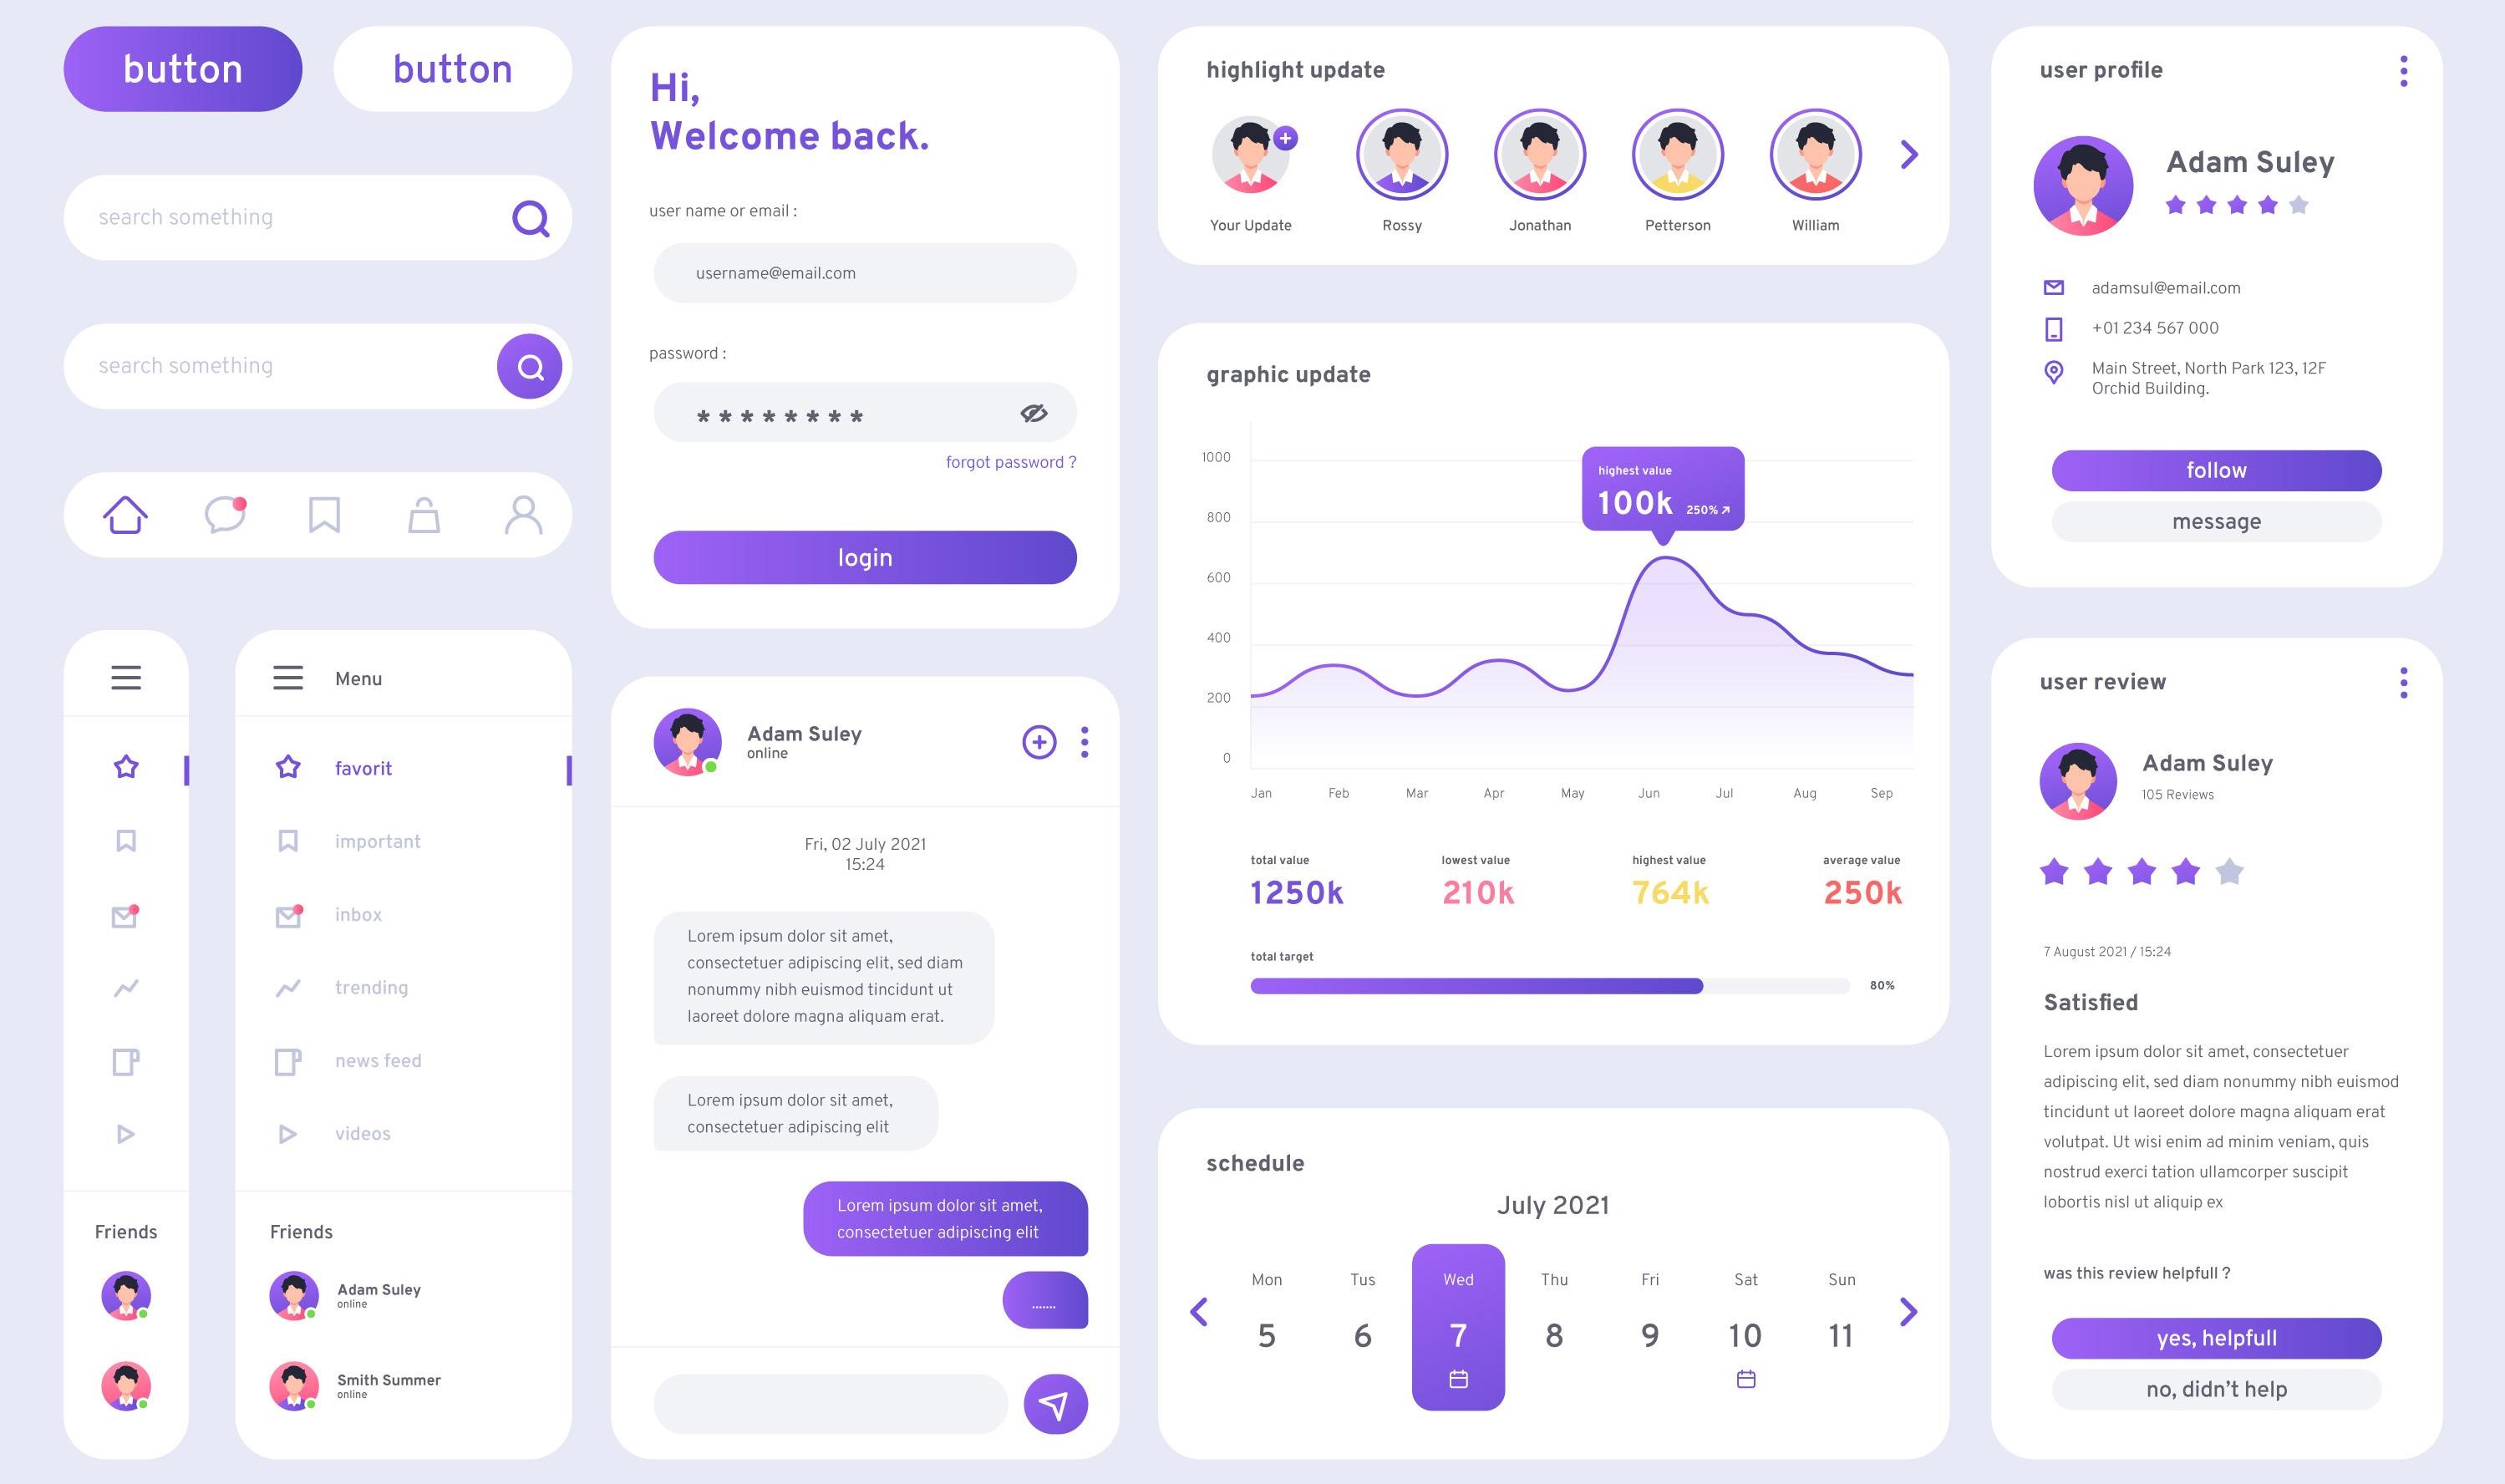 button
button
search something
search something
Menu
favorit
important
inbox
trending
news feed
videos
Friends
Friends
Adam Suley
online
Smith Summer
online
Hi,
Welcome back.
user name or email :
username@email.com
password :
* * * * * * * *
forgot password ?
login
Adam Suley
online
Fri, 02 July 2021
15:24
Lorem ipsum dolor sit amet,
consectetuer adipiscing elit, sed diam
nonummy nibh euismod tincidunt ut
laoreet dolore magna aliquam erat.
Lorem ipsum dolor sit amet,
consectetuer adipiscing elit
Lorem ipsum dolor sit amet,
consectetuer adipiscing elit
.......
highlight update
Your Update
Rossy
Jonathan
Petterson
William
graphic update
1000
800
600
400
200
0
highest value
100k 250%
Jan Feb Mar Apr May Jun Jul Aug Sep
total value
1250k
lowest value
210k
highest value
764k
average value
250k
total target
80%
schedule
July 2021
Mon Tus Wed Thu Fri Sat Sun
5 6 7 8 9 10 11
user profile
Adam Suley
adamsul@email.com
+01 234 567 000
Main Street, North Park 123, 12F
Orchid Building.
follow
message
user review
Adam Suley
105 Reviews
7 August 2021 / 15:24
Satisfied
Lorem ipsum dolor sit amet, consectetuer
adipiscing elit, sed diam nonummy nibh euismod
tincidunt ut laoreet dolore magna aliquam erat
volutpat. Ut wisi enim ad minim veniam, quis
nostrud exerci tation ullamcorper suscipit
lobortis nisl ut aliquip ex
was this review helpfull ?
yes, helpfull
no, didn’t help